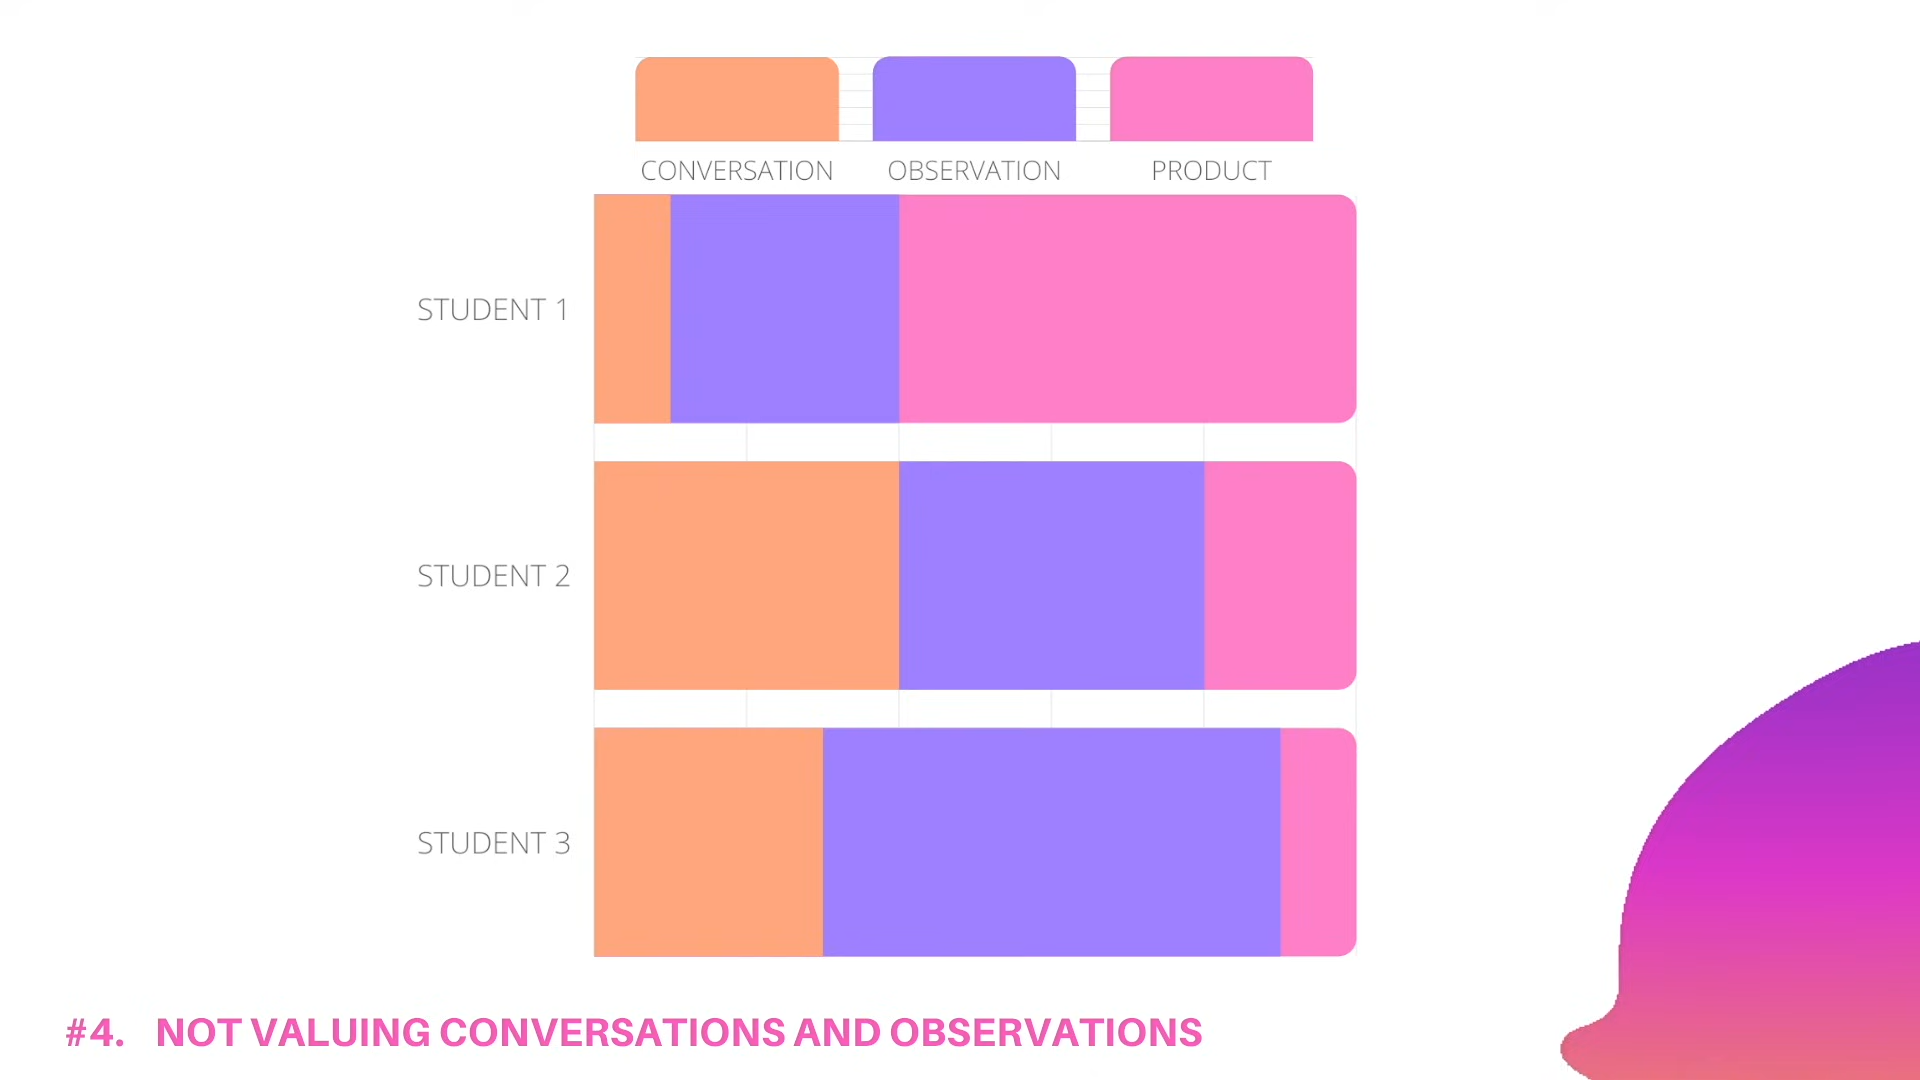 CONVERSATION OBSERVATION PRODUCT
STUDENT 1
STUDENT 2
STUDENT 3
#4. NOT VALUING CONVERSATIONS AND OBSERVATIONS